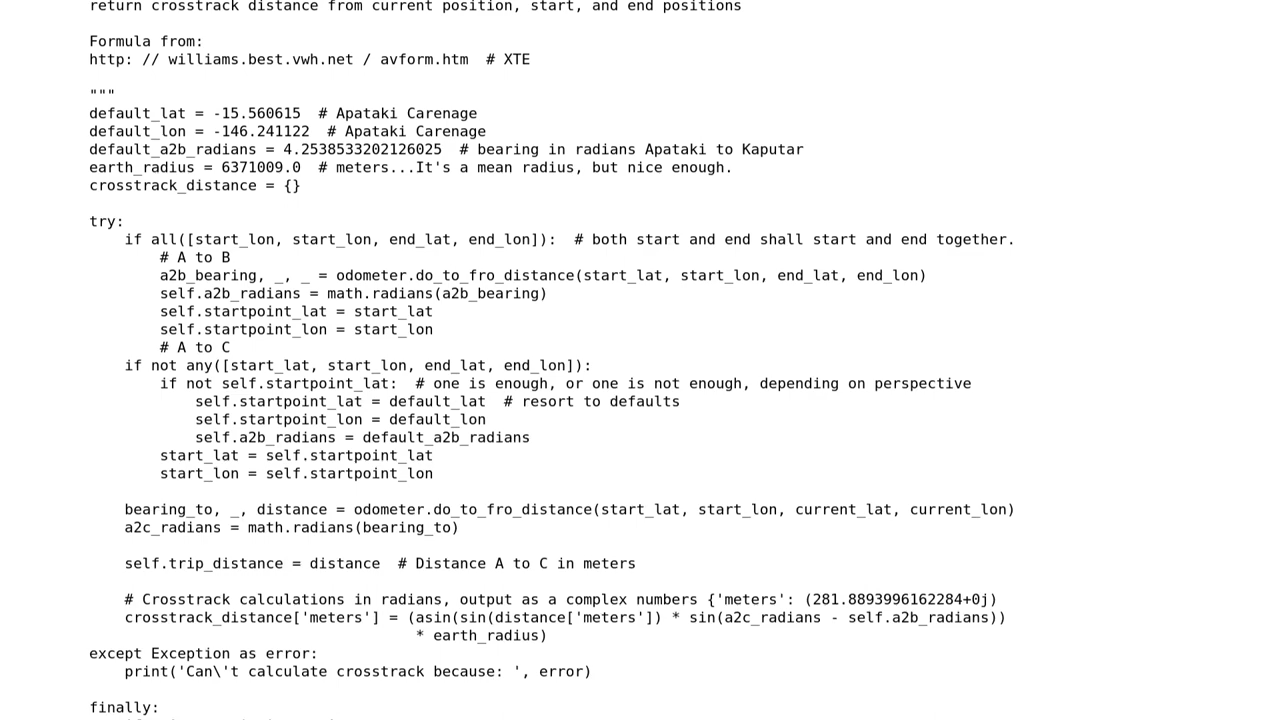 return crosstrack distance from current position, start, and end positions
Formula from:
http: // williams.best.vwh.net / avform.htm  # XTE
"""
default_lat = -15.560615  # Apataki Carenage
default_lon = -146.241122  # Apataki Carenage
default_a2b_radians = 4.2538533202126025  # bearing in radians Apataki to Kaputar
earth_radius = 6371009.0  # meters...It's a mean radius, but nice enough.
crosstrack_distance = {}
try:
    if all([start_lon, start_lon, end_lat, end_lon]):  # both start and end shall start and end together.
        # A to B
        a2b_bearing, _, _ = odometer.do_to_fro_distance(start_lat, start_lon, end_lat, end_lon)
        self.a2b_radians = math.radians(a2b_bearing)
        self.startpoint_lat = start_lat
        self.startpoint_lon = start_lon
        # A to C
    if not any([start_lat, start_lon, end_lat, end_lon]):
        if not self.startpoint_lat:  # one is enough, or one is not enough, depending on perspective
            self.startpoint_lat = default_lat  # resort to defaults
            self.startpoint_lon = default_lon
            self.a2b_radians = default_a2b_radians
        start_lat = self.startpoint_lat
        start_lon = self.startpoint_lon
    bearing_to, _, distance = odometer.do_to_fro_distance(start_lat, start_lon, current_lat, current_lon)
    a2c_radians = math.radians(bearing_to)
    self.trip_distance = distance  # Distance A to C in meters
    # Crosstrack calculations in radians, output as a complex numbers {'meters': (281.8893996162284+0j)
    crosstrack_distance['meters'] = (asin(sin(distance['meters']) * sin(a2c_radians - self.a2b_radians))
                                     * earth_radius)
except Exception as error:
    print('Can\'t calculate crosstrack because: ', error)
finally: